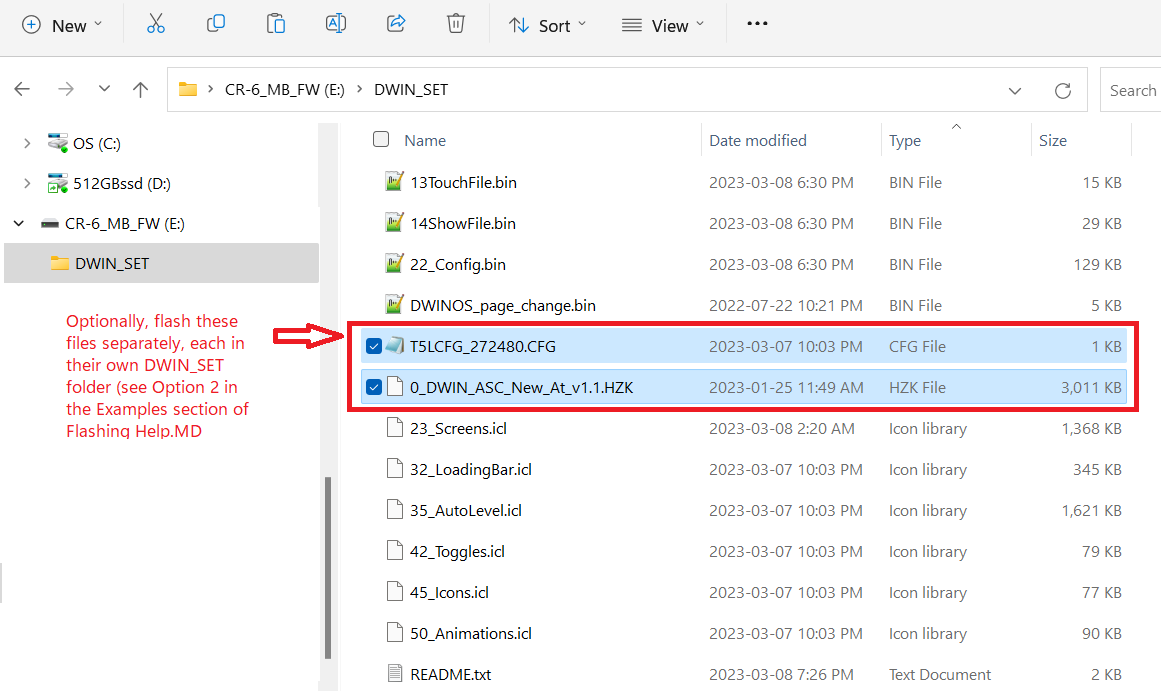 New
Sort
View
CR-6_MB_FW (E:) > DWIN_SET
Search
OS (C:)
512GBssd (D:)
CR-6_MB_FW (E:)
DWIN_SET
Optionally, flash these
files separately, each in
their own DWIN_SET
folder (see Option 2 in
the Examples section of
Flashing Help.MD
Name Date modified Type Size
13TouchFile.bin 2023-03-08 6:30 PM BIN File 15 KB
14ShowFile.bin 2023-03-08 6:30 PM BIN File 29 KB
22_Config.bin 2023-03-08 6:30 PM BIN File 129 KB
DWINOS_page_change.bin 2022-07-22 10:21 PM BIN File 5 KB
T5LCFG_272480.CFG 2023-03-07 10:03 PM CFG File 1 KB
0_DWIN_ASC_New_At_v1.1.HZK 2023-01-25 11:49 AM HZK File 3,011 KB
23_Screens.icl 2023-03-08 2:20 AM Icon library 1,368 KB
32_LoadingBar.icl 2023-03-07 10:03 PM Icon library 345 KB
35_AutoLevel.icl 2023-03-07 10:03 PM Icon library 1,621 KB
42_Toggles.icl 2023-03-07 10:03 PM Icon library 79 KB
45_Icons.icl 2023-03-07 10:03 PM Icon library 77 KB
50_Animations.icl 2023-03-07 10:03 PM Icon library 90 KB
README.txt 2023-03-08 7:26 PM Text Document 2 KB